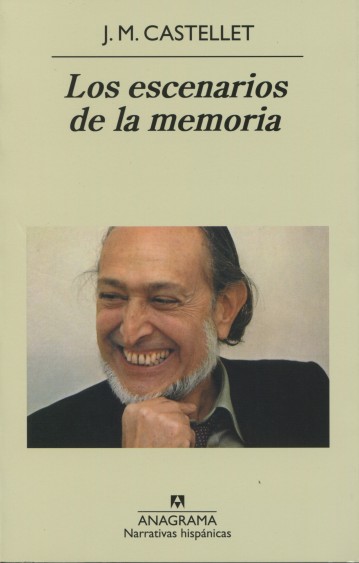 J. M. CASTELLET
Los escenarios
de la memoria
ANAGRAMA
Narrativas hispánicas